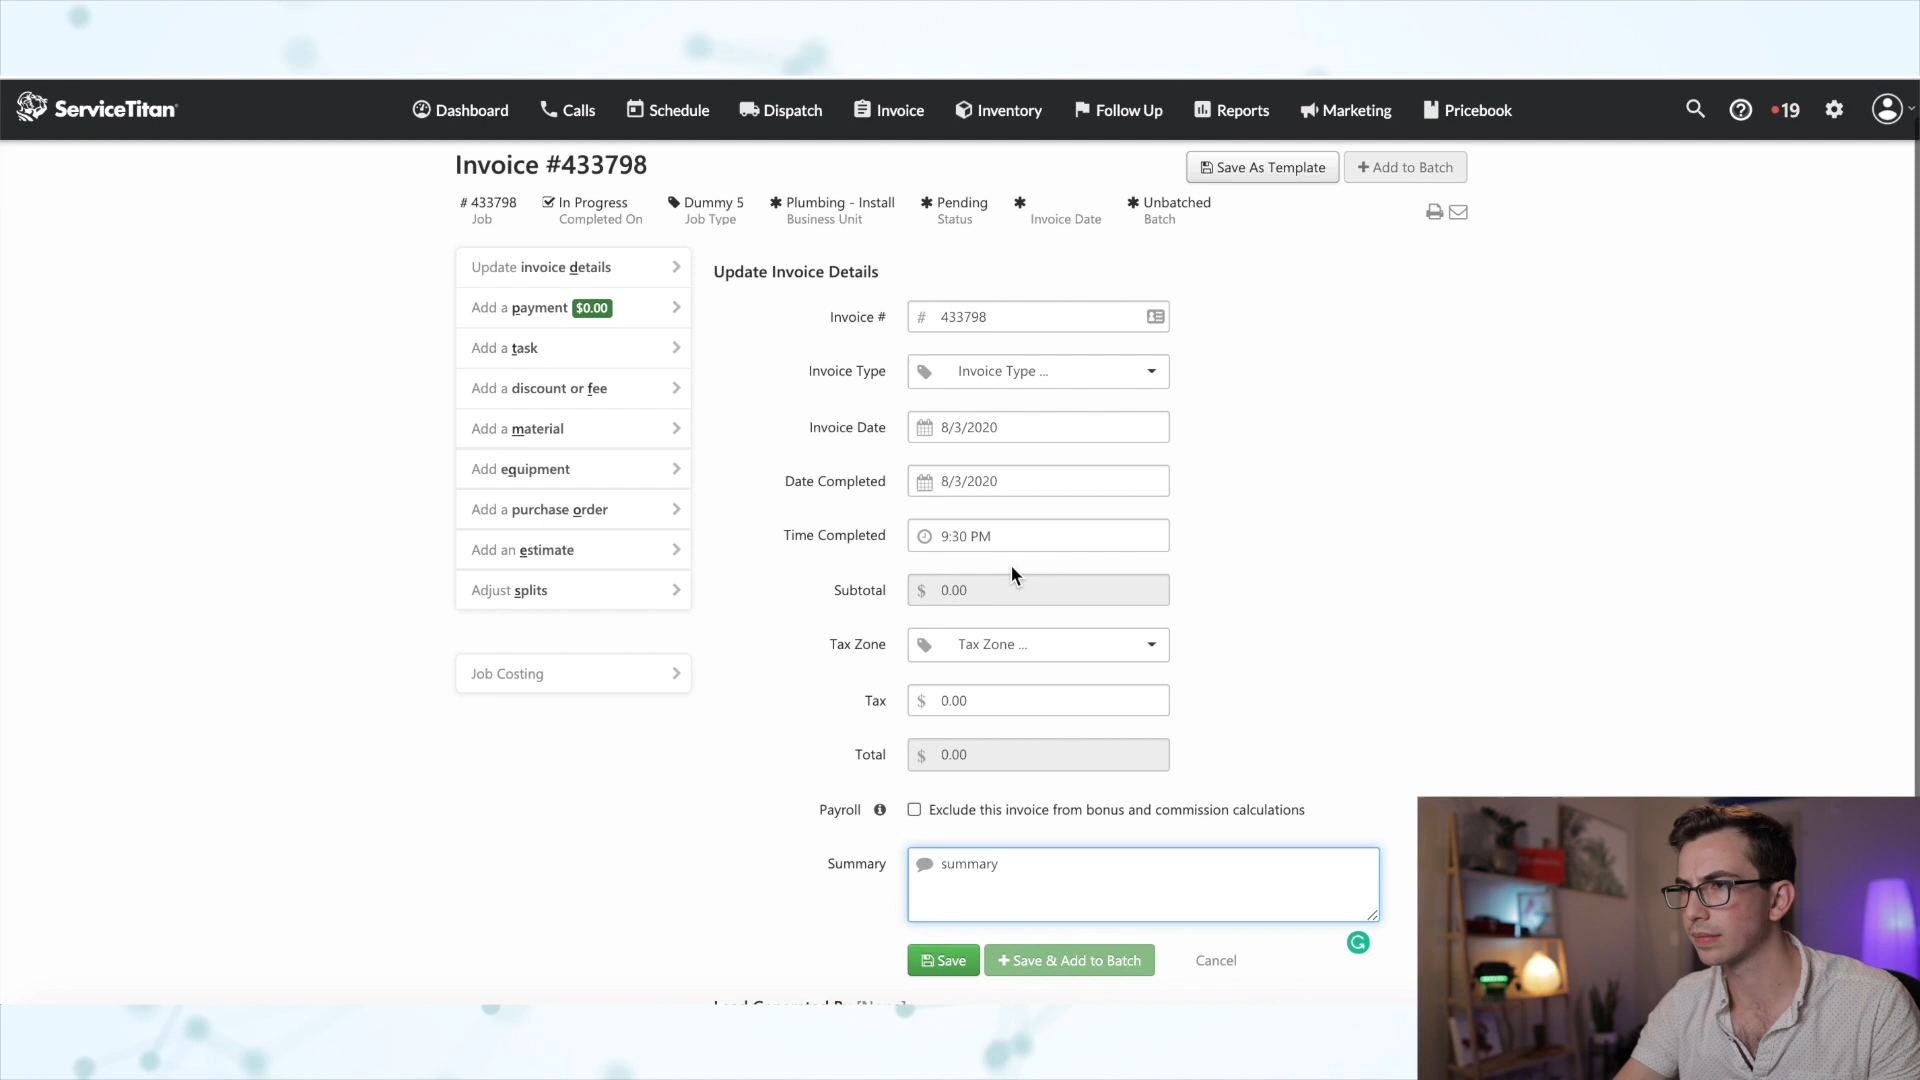 ServiceTitan
Dashboard
Calls
Schedule
Dispatch
Invoice
Inventory
Follow Up
Reports
Marketing
Pricebook
19
Invoice #433798
Save As Template
+ Add to Batch
# 433798
Job
In Progress
Completed On
Dummy 5
Job Type
Plumbing - Install
Business Unit
Pending
Status
Invoice Date
Unbatched
Batch
Update invoice details
Add a payment $0.00
Add a task
Add a discount or fee
Add a material
Add equipment
Add a purchase order
Add an estimate
Adjust splits
Job Costing
Update Invoice Details
Invoice # # 433798
Invoice Type Invoice Type ...
Invoice Date 8/3/2020
Date Completed 8/3/2020
Time Completed 9:30 PM
Subtotal $ 0.00
Tax Zone Tax Zone ...
Tax $ 0.00
Total $ 0.00
Payroll Exclude this invoice from bonus and commission calculations
Summary summary
Save
+ Save & Add to Batch
Cancel